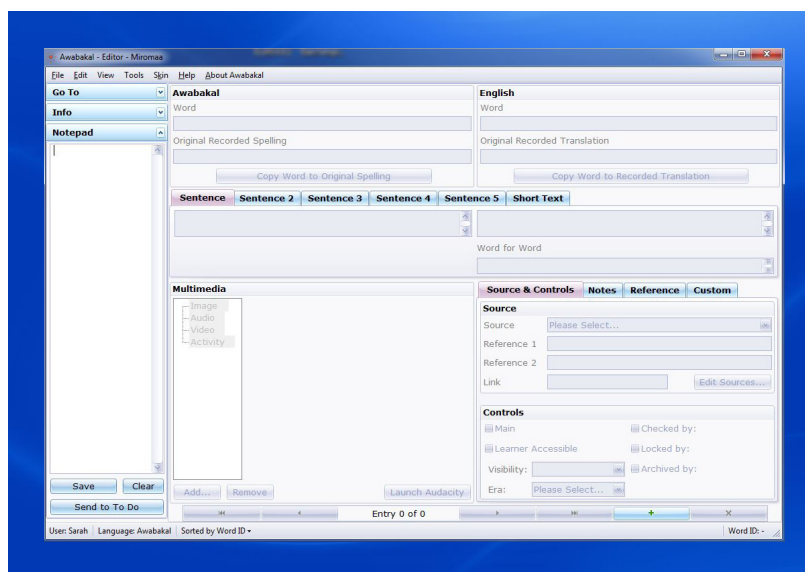 Awabakal - Editor - Miromaa
File Edit View Tools Skin Help About Awabakal
Go To
Info
Notepad
Save Clear
Send to To Do
Awabakal
Word
Original Recorded Spelling
Copy Word to Original Spelling
English
Word
Original Recorded Translation
Copy Word to Recorded Translation
Sentence Sentence 2 Sentence 3 Sentence 4 Sentence 5 Short Text
Word for Word
Multimedia
Image
Audio
Video
Activity
Add... Remove Launch Audacity
Source & Controls Notes Reference Custom
Source
Source Please Select...
Reference 1
Reference 2
Link Edit Sources...
Controls
Main Checked by:
Learner Accessible Locked by:
Visibility: Archived by:
Era: Please Select...
Entry 0 of 0
User: Sarah Language: Awabakal Sorted by Word ID Word ID: -